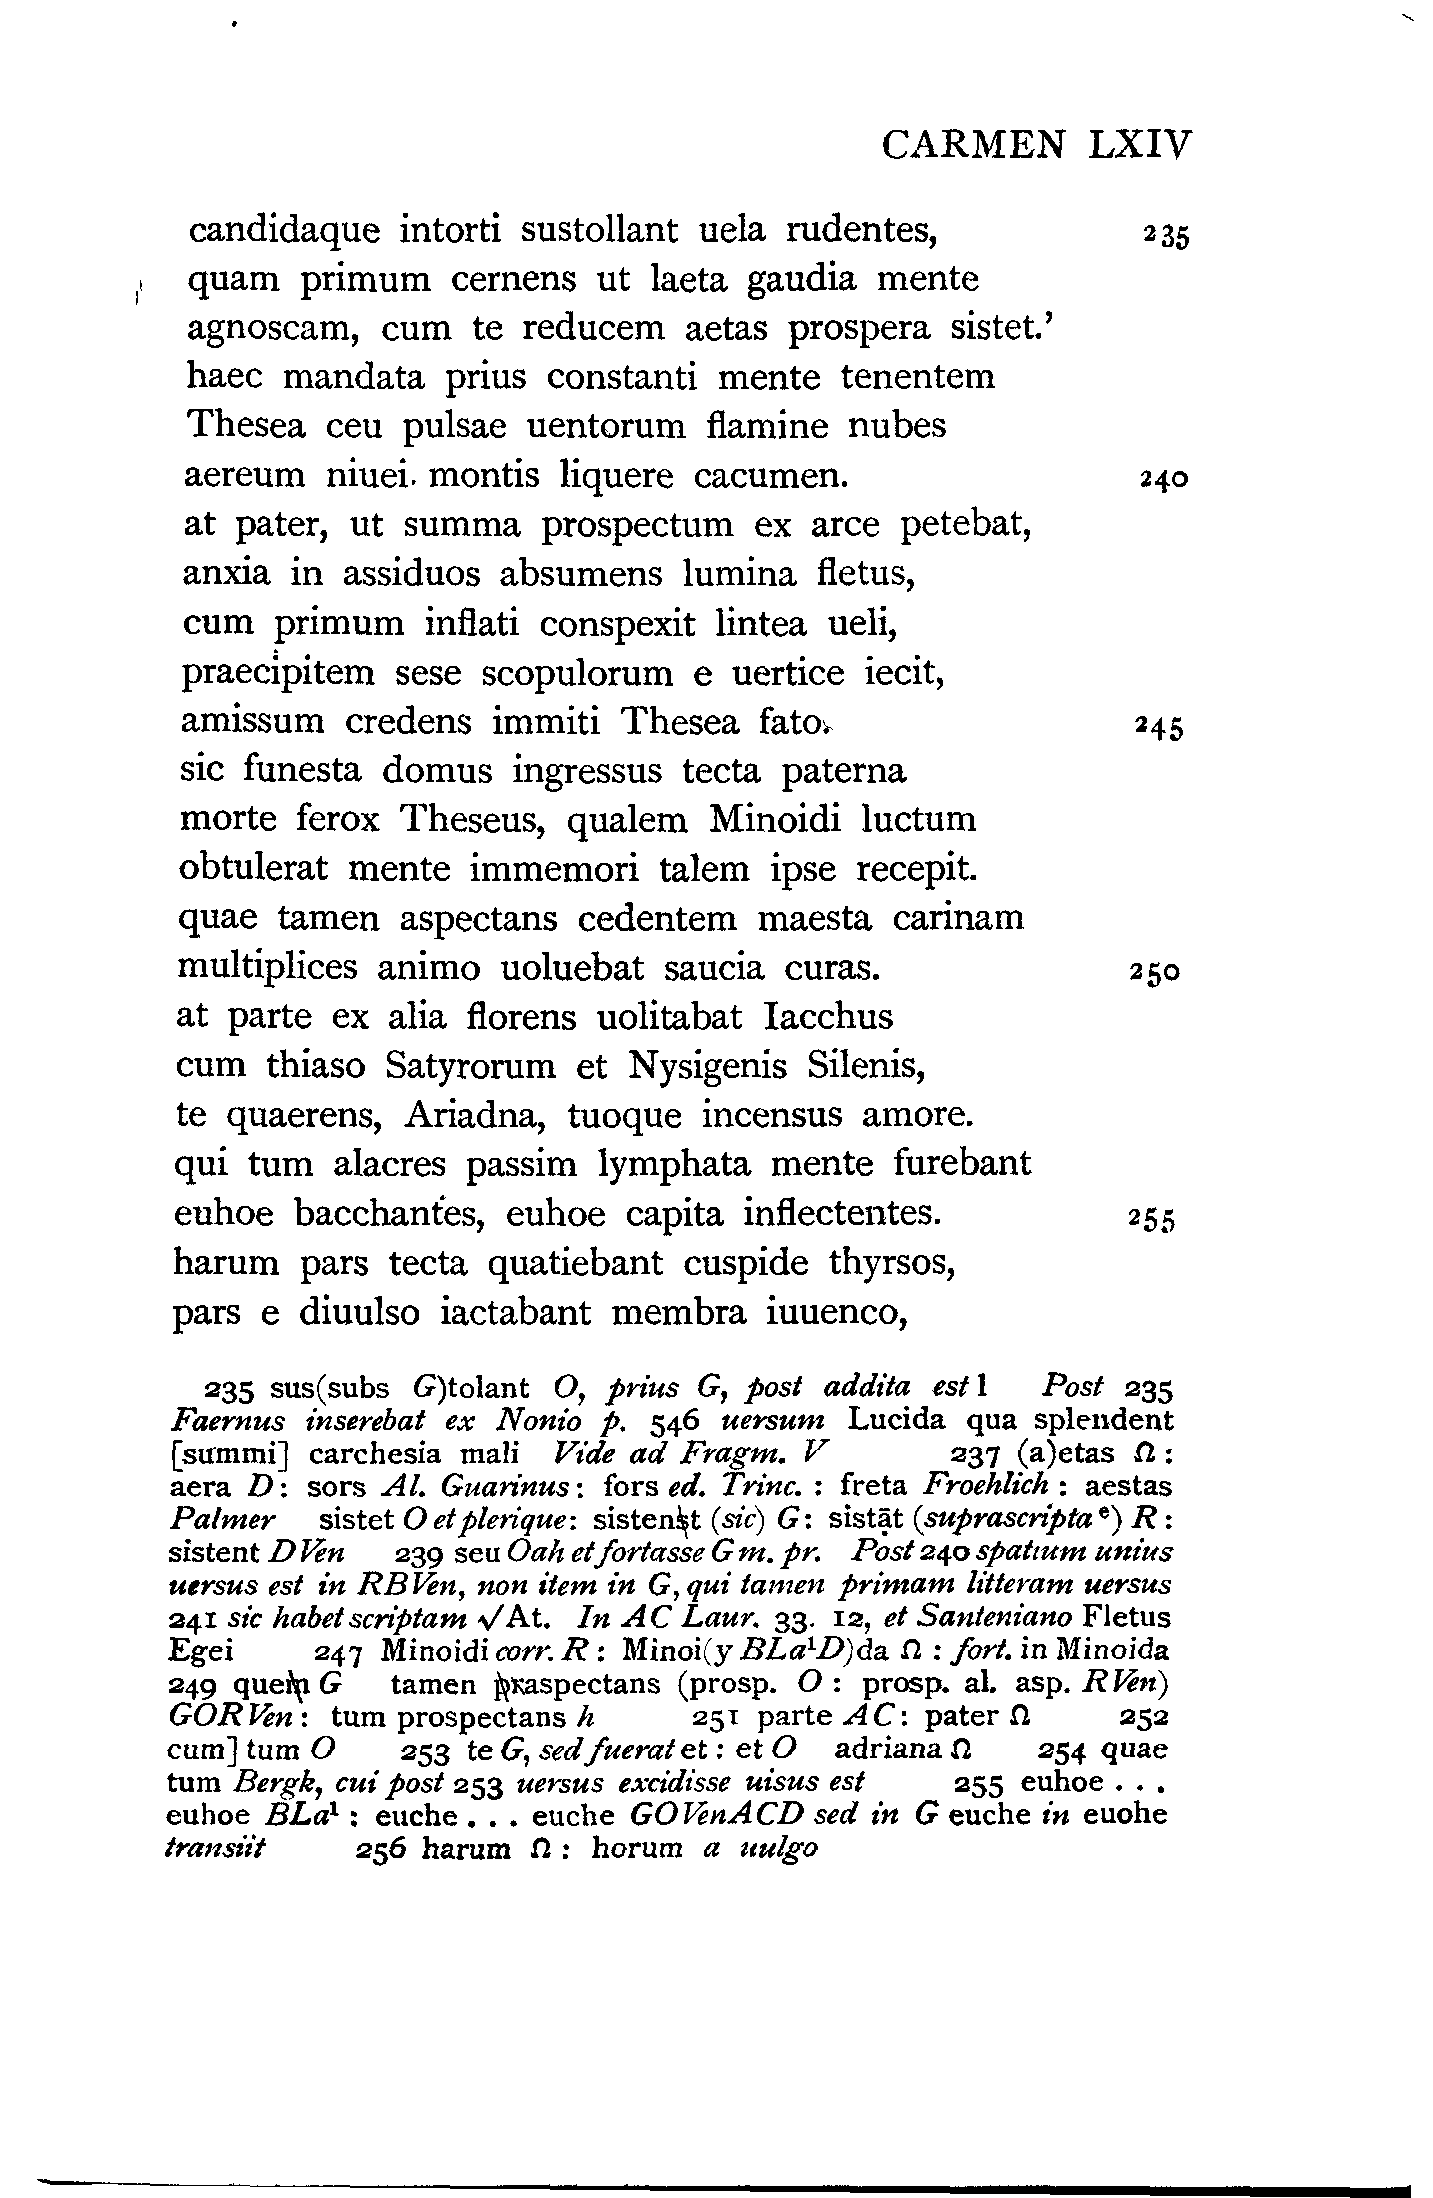 CARMEN LXIV
candidaque intorti sustollant uela rudentes, 235
quam primum cernens ut laeta gaudia mente
agnoscam, cum te reducem aetas prospera sistet.’
haec mandata prius constanti mente tenentem
Thesea ceu pulsae uentorum flamine nubes
aereum niuei montis liquere cacumen. 240
at pater, ut summa prospectum ex arce petebat,
anxia in assiduos absumens lumina fletus,
cum primum inflati conspexit lintea ueli,
praecipitem sese scopulorum e uertice iecit,
amissum credens immiti Thesea fato. 245
sic funesta domus ingressus tecta paterna
morte ferox Theseus, qualem Minoidi luctum
obtulerat mente immemori talem ipse recepit.
quae tamen aspectans cedentem maesta carinam
multiplices animo uoluebat saucia curas. 250
at parte ex alia florens uolitabat Iacchus
cum thiaso Satyrorum et Nysigenis Silenis,
te quaerens, Ariadna, tuoque incensus amore.
qui tum alacres passim lymphata mente furebant
euhoe bacchantes, euhoe capita inflectentes. 255
harum pars tecta quatiebant cuspide thyrsos,
pars e diuulso iactabant membra iuuenco,
235 sus(subs G)tolant O, prius G, post addita est l Post 235
Faernus inserebat ex Nonio p. 546 uersum Lucida qua splendent
[summi] carchesia mali Vide ad Fragm. V 237 (a)etas Ω :
aera D : sors Al. Guarinus : fors ed. Trinc. : freta Froehlich : aestas
Palmer sistet O et plerique : (sic) G : sistat (suprascripta e) R :
sistent D Ven 239 seu Oah et fortasse G m. pr. Post 240 spatium unius
uersus est in RBVen, non item in G, qui tamen primam litteram uersus
241 sic habet scriptam √At. In AC Laur. 33. 12, et Santeniano Fletus
Egei 247 Minoidi corr. R : Minoi(y BLa¹D)da Ω : fort. in Minoida
249 G tamen (prosp. O : prosp. al. asp. RVen)
GORVen : tum prospectans h 251 parte AC : pater Ω 252
cum] tum O 253 te G, sed fuerat et : et O adriana Ω 254 quae
tum Bergk, cui post 253 uersus excidisse uisus est 255 euhoe . . .
euhoe BLa¹ : euche . . . euche GOVenACD sed in G euche in euohe
transiit 256 harum Ω : horum a uulgo